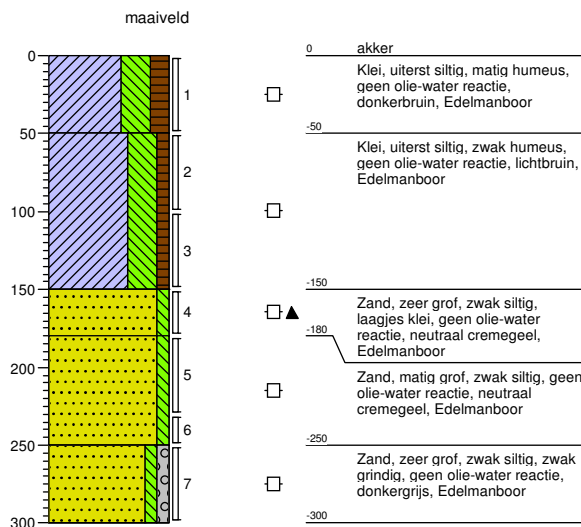 maaiveld
0
50
100
150
200
250
300
1
2
3
4
5
6
7
0 akker
Klei, uiterst siltig, matig humeus,
geen olie-water reactie,
donkerbruin, Edelmanboor
-50
Klei, uiterst siltig, zwak humeus,
geen olie-water reactie, lichtbruin,
Edelmanboor
-150
Zand, zeer grof, zwak siltig,
laagjes klei, geen olie-water
reactie, neutraal cremegeel,
Edelmanboor
-180
Zand, matig grof, zwak siltig, geen
olie-water reactie, neutraal
cremegeel, Edelmanboor
-250
Zand, zeer grof, zwak siltig, zwak
grindig, geen olie-water reactie,
donkergrijs, Edelmanboor
-300